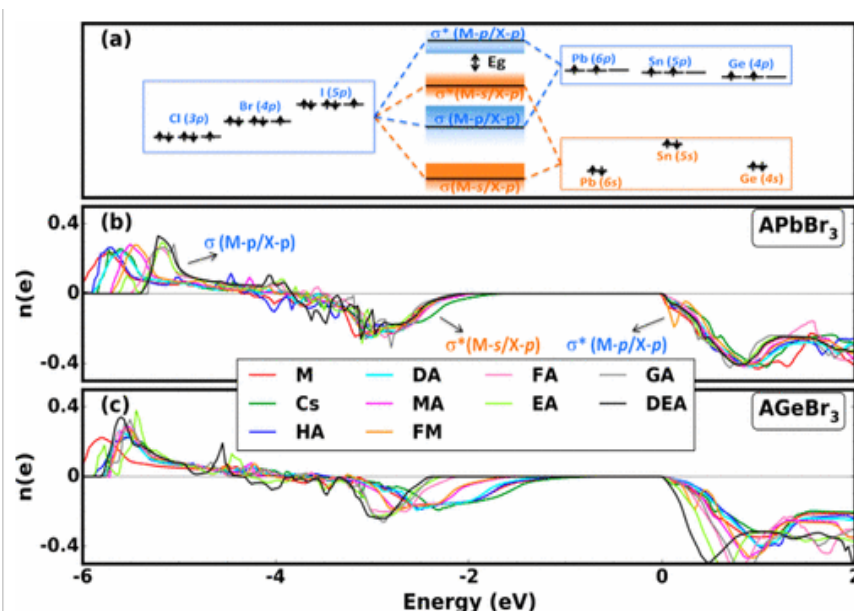 (a)
σ* (M-p/X-p)
Eg
σ*(M-s/X-p)
σ (M-p/X-p)
σ(M-s/X-p)
Cl (3p)
Br (4p)
I (5p)
Pb (6p)
Sn (5p)
Ge (4p)
Pb (6s)
Sn (5s)
Ge (4s)
(b)
APbBr3
n(e)
0.4
0
-0.4
σ (M-p/X-p)
σ*(M-s/X-p)
σ* (M-p/X-p)
M DA FA GA
Cs MA EA DEA
HA FM
(c)
AGeBr3
n(e)
0.4
0
-0.4
-6 -4 -2 0 2
Energy (eV)